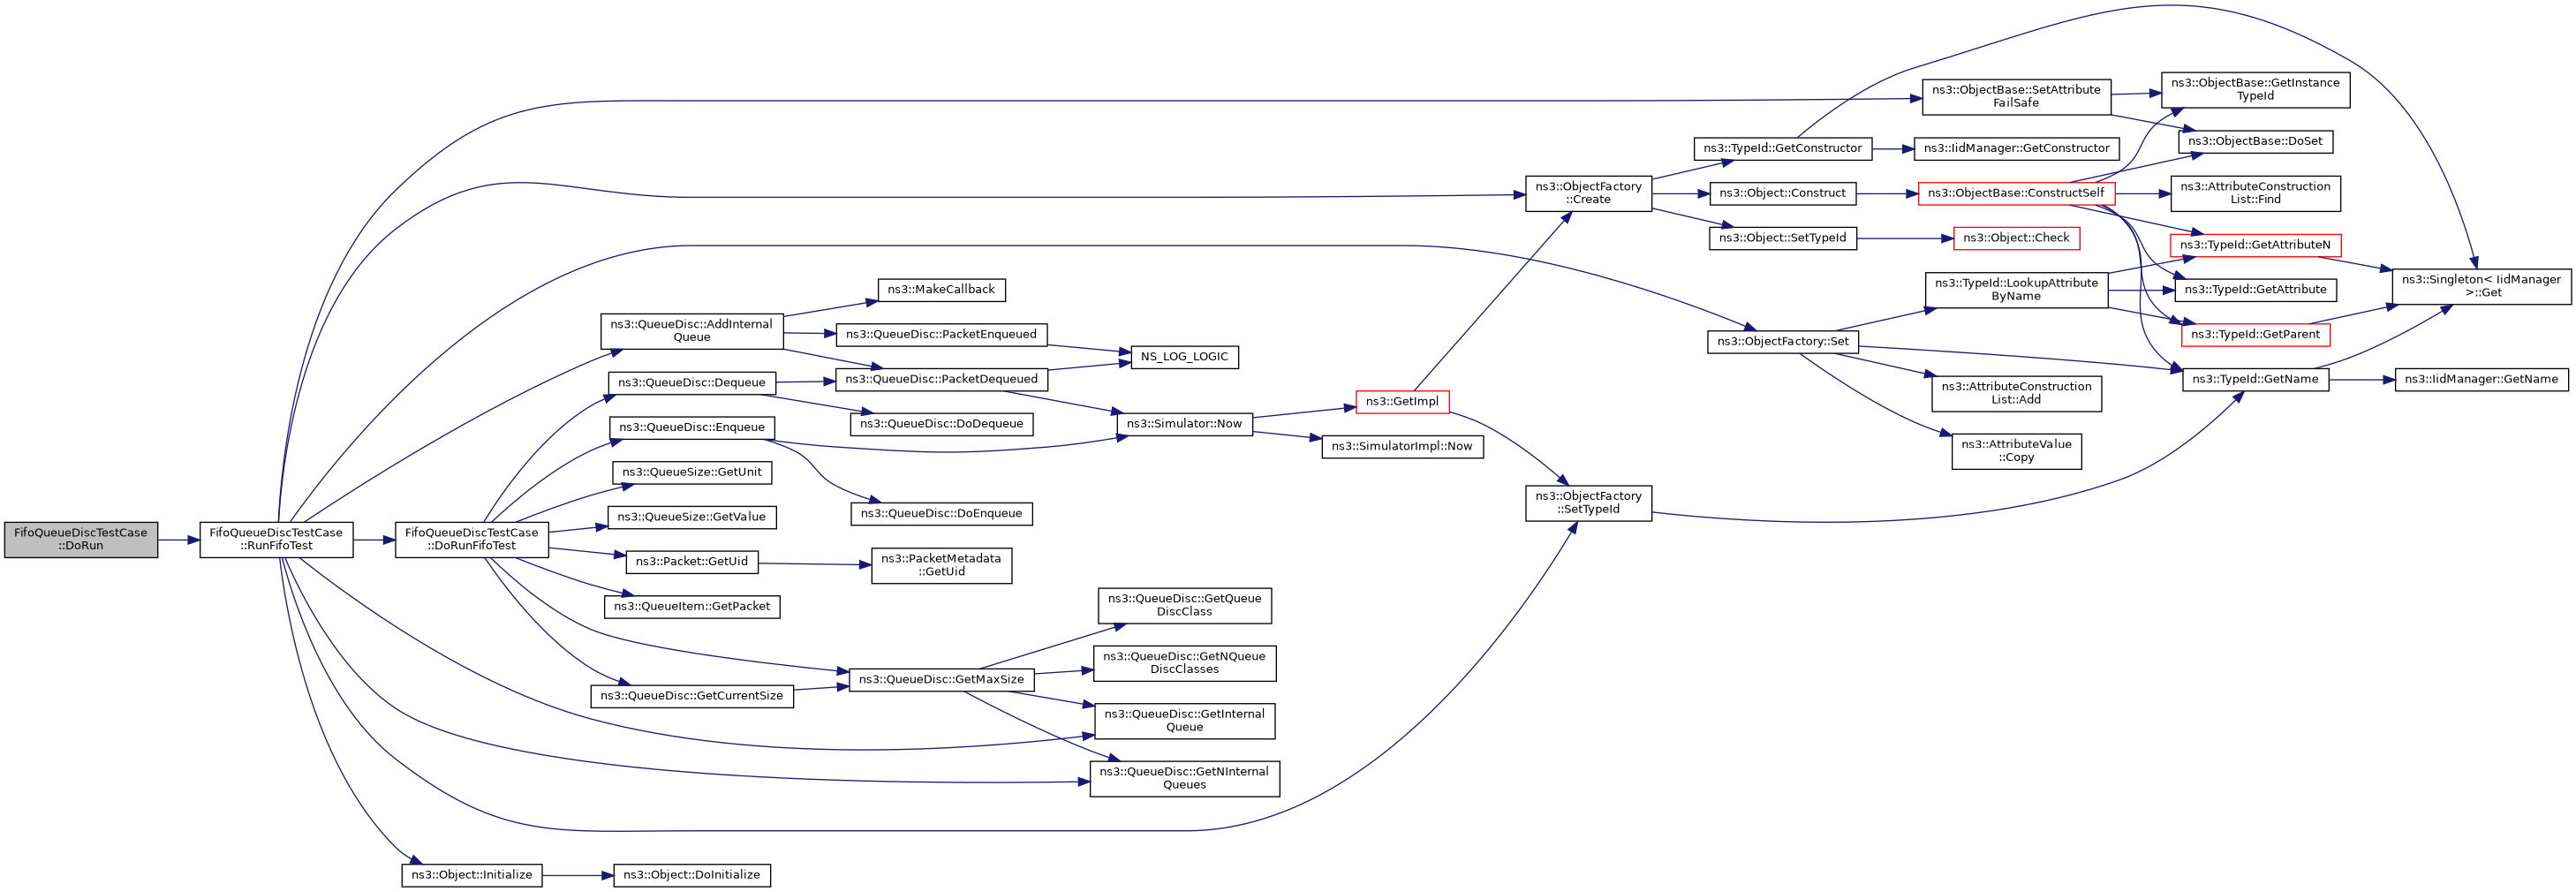 FifoQueueDiscTestCase
::DoRun
FifoQueueDiscTestCase
::RunFifoTest
FifoQueueDiscTestCase
::DoRunFifoTest
ns3::Object::Initialize
ns3::QueueDisc::AddInternal
Queue
ns3::QueueDisc::Dequeue
ns3::QueueDisc::Enqueue
ns3::QueueSize::GetUnit
ns3::QueueSize::GetValue
ns3::Packet::GetUid
ns3::QueueItem::GetPacket
ns3::QueueDisc::GetCurrentSize
ns3::Object::DoInitialize
ns3::MakeCallback
ns3::QueueDisc::PacketEnqueued
ns3::QueueDisc::PacketDequeued
ns3::QueueDisc::DoDequeue
ns3::QueueDisc::DoEnqueue
ns3::PacketMetadata
::GetUid
ns3::QueueDisc::GetMaxSize
NS_LOG_LOGIC
ns3::Simulator::Now
ns3::QueueDisc::GetQueue
DiscClass
ns3::QueueDisc::GetNQueue
DiscClasses
ns3::QueueDisc::GetInternal
Queue
ns3::QueueDisc::GetNInternal
Queues
ns3::GetImpl
ns3::SimulatorImpl::Now
ns3::ObjectFactory
::Create
ns3::ObjectFactory
::SetTypeId
ns3::TypeId::GetConstructor
ns3::Object::Construct
ns3::Object::SetTypeId
ns3::ObjectFactory::Set
ns3::ObjectBase::SetAttribute
FailSafe
ns3::IidManager::GetConstructor
ns3::ObjectBase::ConstructSelf
ns3::Object::Check
ns3::TypeId::LookupAttribute
ByName
ns3::AttributeConstruction
List::Add
ns3::AttributeValue
::Copy
ns3::ObjectBase::GetInstance
TypeId
ns3::ObjectBase::DoSet
ns3::AttributeConstruction
List::Find
ns3::TypeId::GetAttributeN
ns3::TypeId::GetAttribute
ns3::TypeId::GetParent
ns3::TypeId::GetName
ns3::Singleton< IidManager
>::Get
ns3::IidManager::GetName